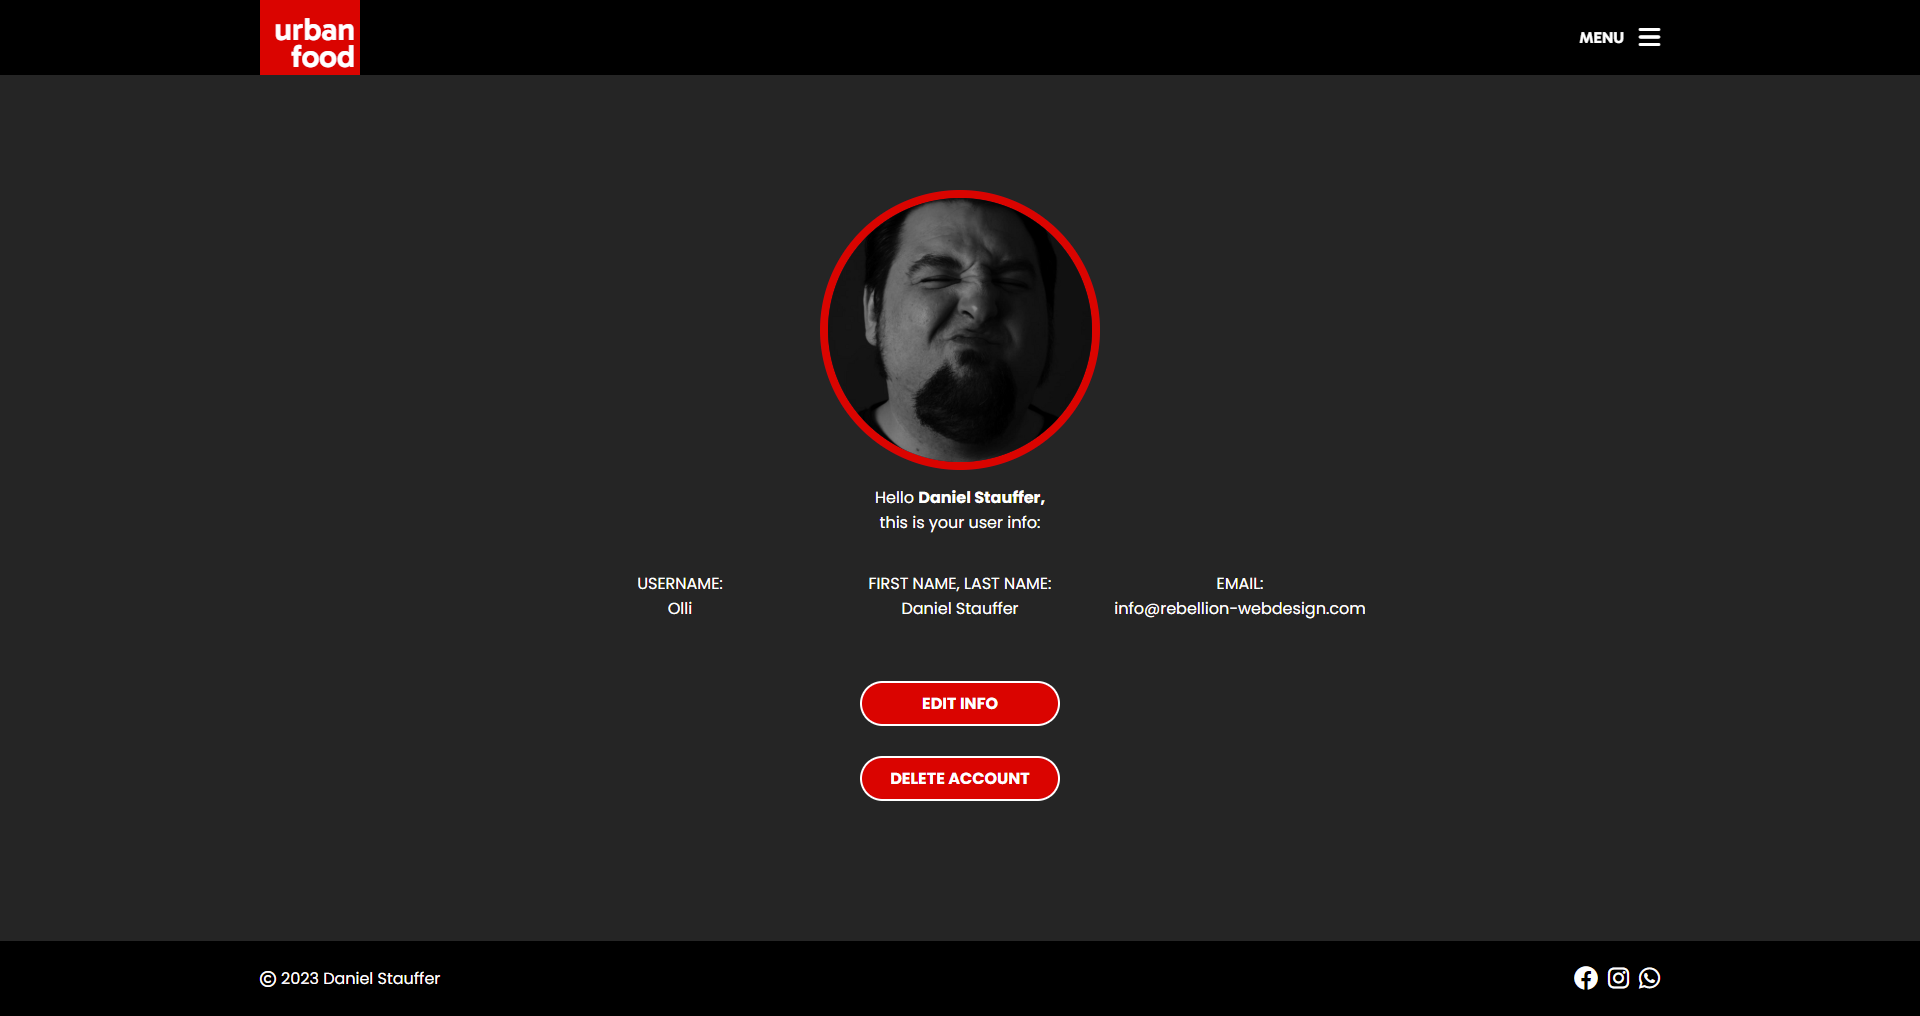 urban
food
MENU
Hello Daniel Stauffer,
this is your user info:
USERNAME:
Olli
FIRST NAME, LAST NAME:
Daniel Stauffer
EMAIL:
info@rebellion-webdesign.com
EDIT INFO
DELETE ACCOUNT
© 2023 Daniel Stauffer